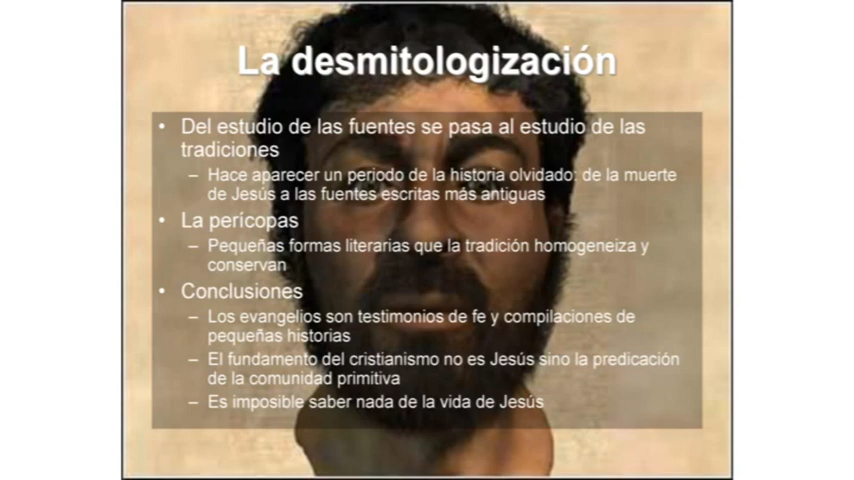 La desmitologización
• Del estudio de las fuentes se pasa al estudio de las
tradiciones
– Hace aparecer un periodo de la historia olvidado: de la muerte
de Jesús a las fuentes escritas más antiguas
• La perícopas
– Pequeñas formas literarias que la tradición homogeneiza y
conservan
• Conclusiones
– Los evangelios son testimonios de fe y compilaciones de
pequeñas historias
– El fundamento del cristianismo no es Jesús sino la predicación
de la comunidad primitiva
– Es imposible saber nada de la vida de Jesús